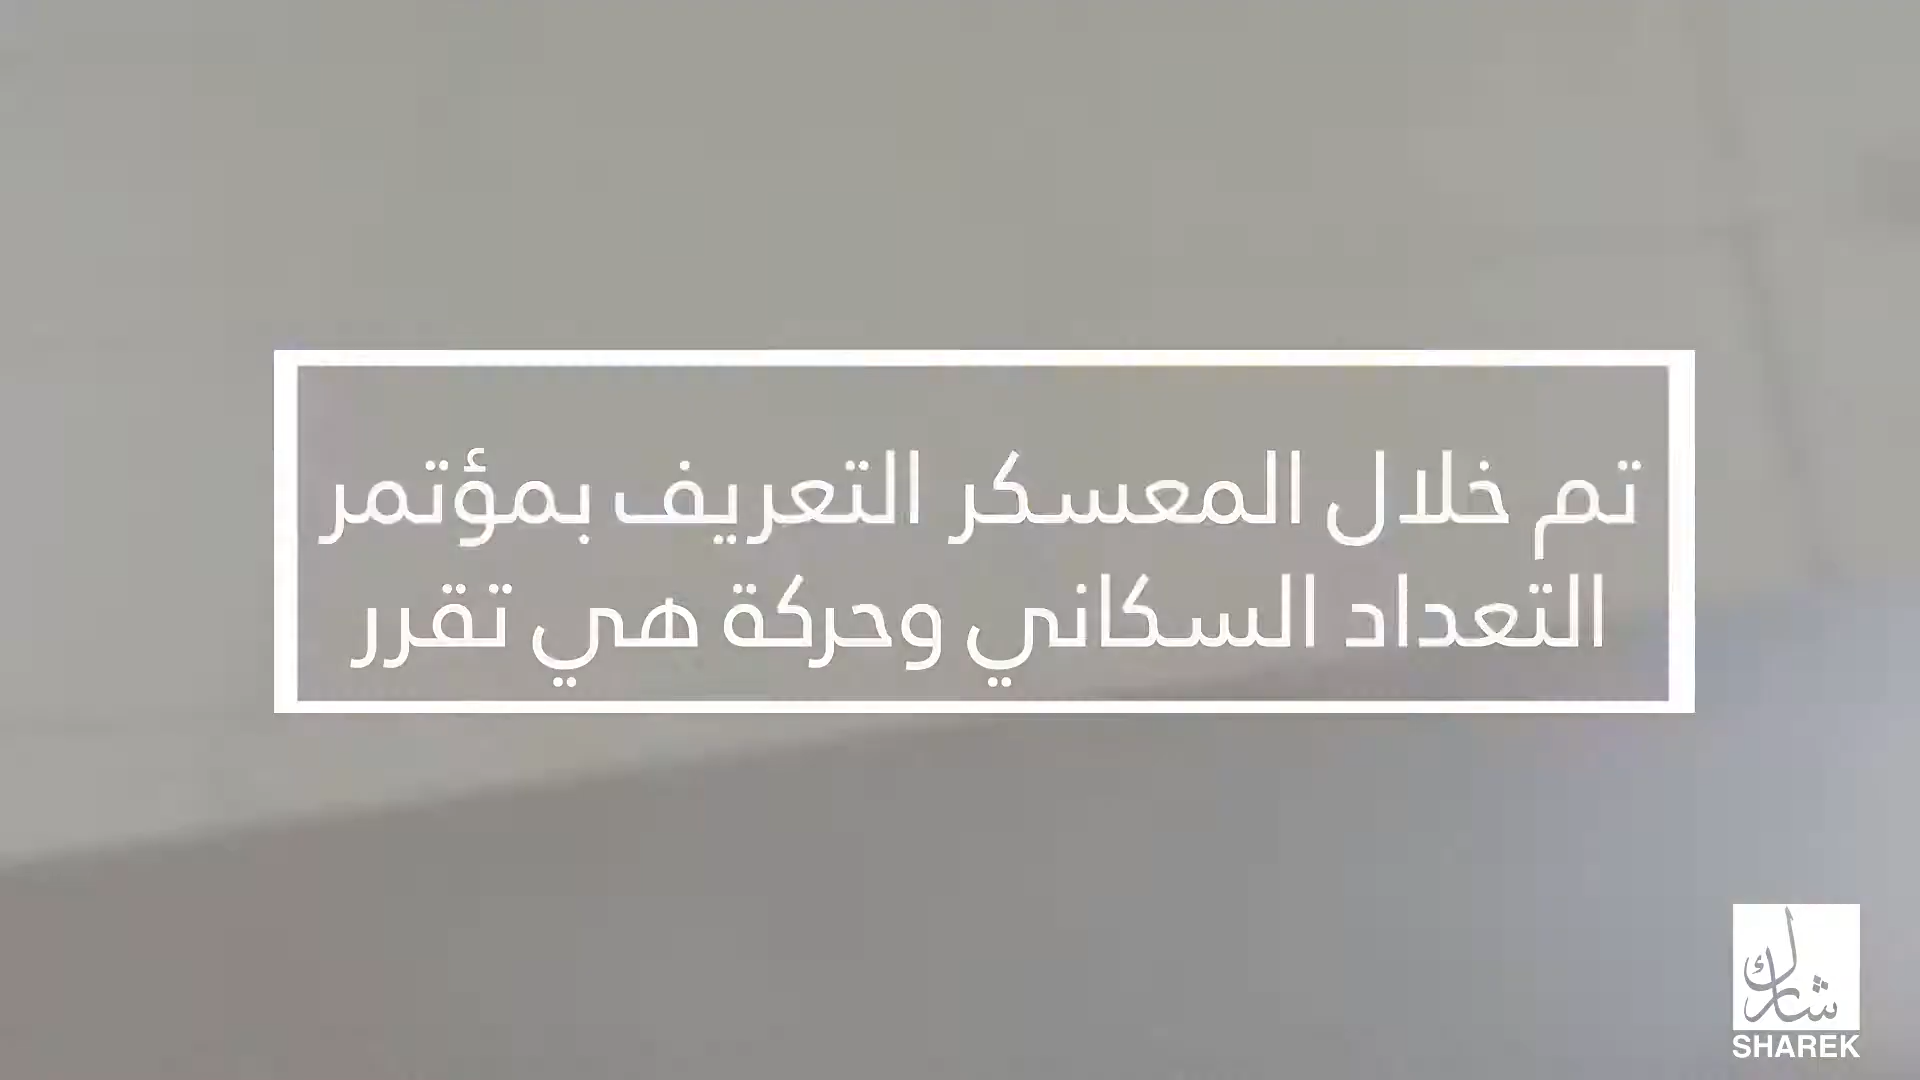 تم خلال المعسكر التعريف بمؤتمر
التعداد السكاني وحركة هي تقرر
شارك
SHAREK